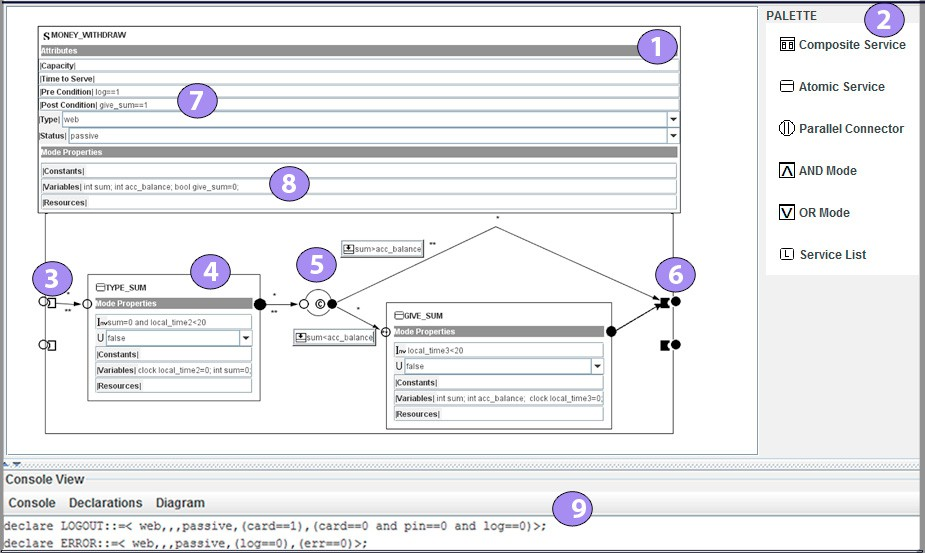 S MONEY_WITHDRAW
1
Attributes
|Capacity|
|Time to Serve|
|Pre Condition| log==1
|Post Condition| give_sum==1
7
|Type| web
|Status| passive
Mode Properties
|Constants|
|Variables| int sum; int acc_balance; bool give_sum=0;
8
|Resources|
PALETTE
2
Composite Service
Atomic Service
Parallel Connector
AND Mode
OR Mode
L Service List
*
sum>acc_balance
**
3
*
**
4
TYPE_SUM
Mode Properties
Inv sum=0 and local_time2<20
U false
|Constants|
|Variables| clock local_time2=0; int sum=0;
|Resources|
*
**
5
C
*
sum<acc_balance
GIVE_SUM
Mode Properties
Inv local_time3<20
U false
|Constants|
|Variables| int sum; int acc_balance; clock local_time3=0;
|Resources|
6
Console View
Console Declarations Diagram
9
declare LOGOUT::=< web,,,passive,(card==1),(card==0 and pin==0 and log==0)>;
declare ERROR::=< web,,,passive,(log==0),(err==0)>;